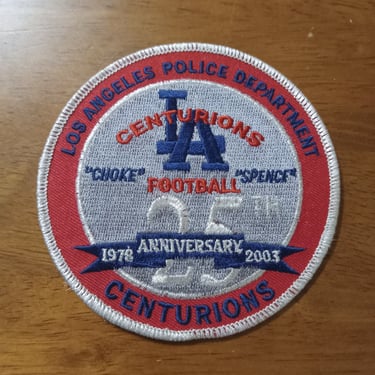 LOS ANGELES POLICE DEPARTMENT
LA
CENTURIONS
"CHOKE" "SPENCE"
FOOTBALL
25TH
1978 ANNIVERSARY 2003
CENTURIONS